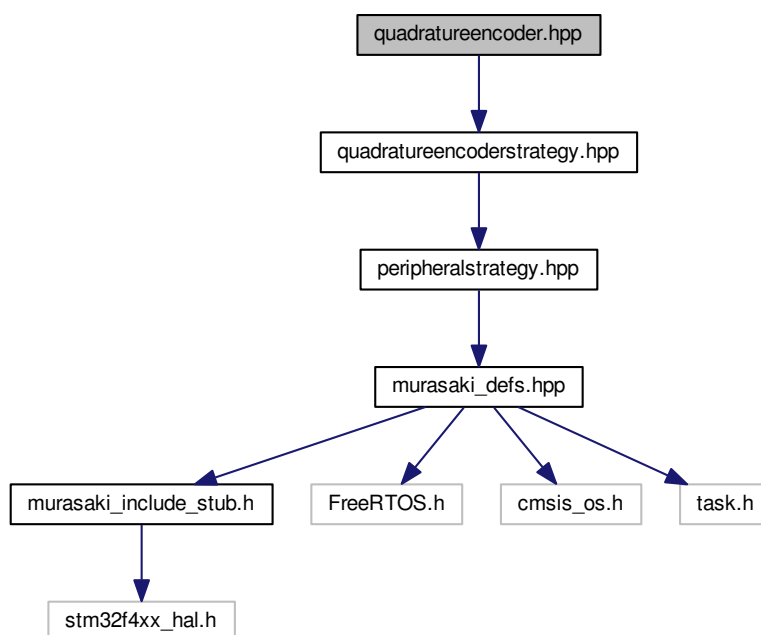 quadratureencoder.hpp
quadratureencoderstrategy.hpp
peripheralstrategy.hpp
murasaki_defs.hpp
murasaki_include_stub.h
FreeRTOS.h
cmsis_os.h
task.h
stm32f4xx_hal.h